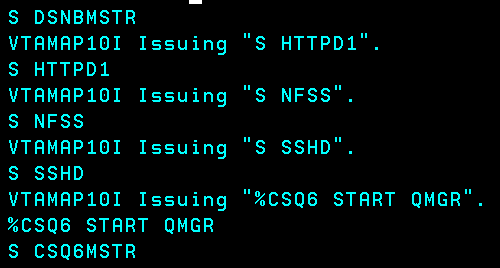 S DSNBMSTR
VTAMAP10I Issuing "S HTTPD1".
S HTTPD1
VTAMAP10I Issuing "S NFSS".
S NFSS
VTAMAP10I Issuing "S SSHD".
S SSHD
VTAMAP10I Issuing "%CSQ6 START QMGR".
%CSQ6 START QMGR
S CSQ6MSTR